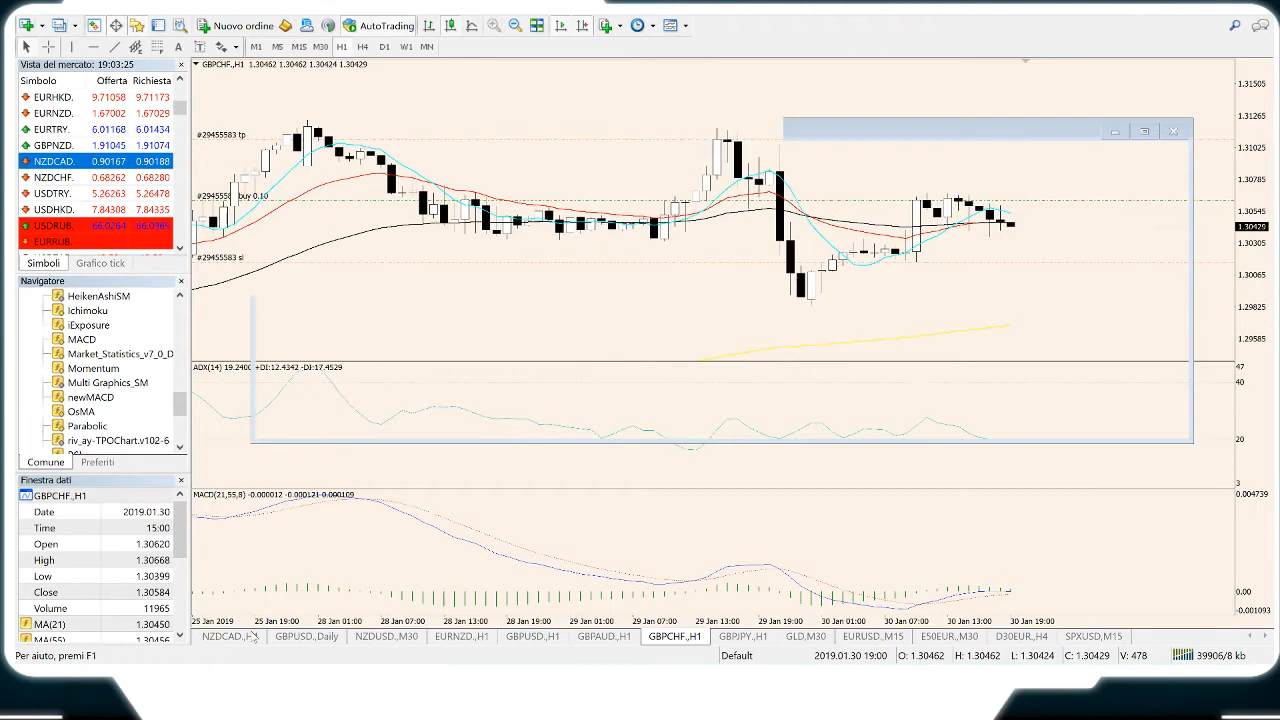 Nuovo ordine
AutoTrading
A
T
M1 M5 M15 M30 H1 H4 D1 W1 MN
Vista del mercato: 19:03:25
Simbolo Offerta Richiesta
EURHKD. 9.71058 9.71173
EURNZD. 1.67002 1.67029
EURTRY. 6.01168 6.01434
GBPNZD. 1.91045 1.91074
NZDCAD. 0.90167 0.90188
NZDCHF. 0.68262 0.68280
USDTRY 5.26263 5.26478
USDHKD. 7.84308 7.84335
USDRUB. 66.0264 66.0969
EURRUB.
Simboli Grafico tick
Navigatore
HeikenAshiSM
Ichimoku
iExposure
MACD
Market_Statistics_v7_0_D
Momentum
Multi Graphics_SM
newMACD
OsMA
Parabolic
riv_ay-TPOChart.v102-6
Comune Preferiti
Finestra dati
GBPCHF.,H1
Date 2019.01.30
Time 15:00
Open 1.30620
High 1.30668
Low 1.30399
Close 1.30584
Volume 11965
MA(21) 1.30450
MA(55) 1.30456
GBPCHF.,H1 1.30462 1.30462 1.30424 1.30429
#29455583 tp
#29455583 buy 0.10
#29455583 sl
1.31505
1.31265
1.31025
1.30785
1.30545
1.30429
1.30305
1.30065
1.29825
1.29585
ADX(14) 19.2400 +DI:12.4342 -DI:17.4529
47
40
20
3
MACD(21,55,8) -0.000012 -0.000121 0.000109
0.004739
0.00
-0.001093
25 Jan 2019 25 Jan 19:00 28 Jan 01:00 28 Jan 07:00 28 Jan 13:00 28 Jan 19:00 29 Jan 01:00 29 Jan 07:00 29 Jan 13:00 29 Jan 19:00 30 Jan 01:00 30 Jan 07:00 30 Jan 13:00 30 Jan 19:00
NZDCAD.,H GBPUSD.,Daily NZDUSD.,M30 EURNZD.,H1 GBPUSD.,H1 GBPAUD.,H1 GBPCHF.,H1 PY.,H1 M30 EURUSD.,M15 E50EUR.,M30 D30EUR.,H4 SPXUSD,M15
Per aiuto, premi F1
Default
2019.01.30 19:00
O: 1.30462
H: 1.30462
L: 1.30424
C: 1.30429
V: 478
39906/8 kb